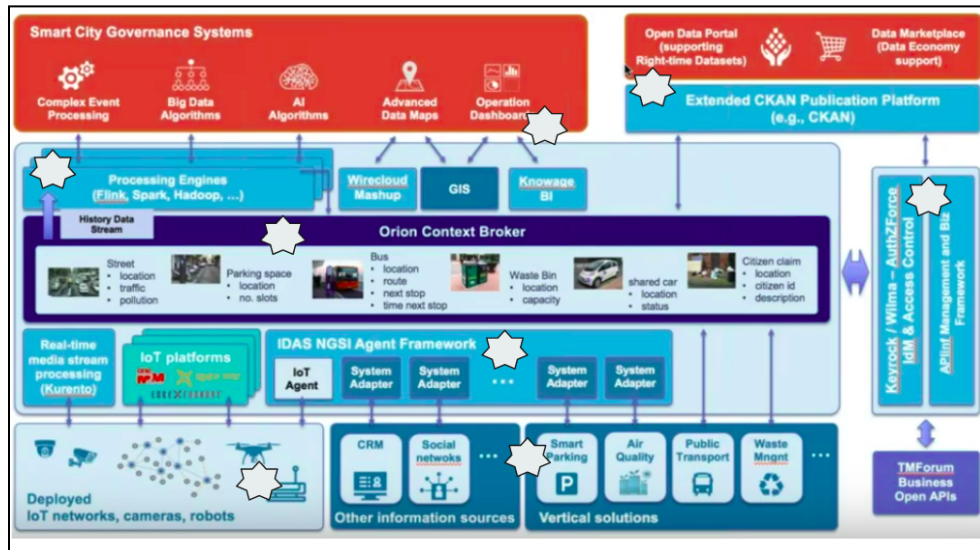 Smart City Governance Systems
Complex Event
Processing
Big Data
Algorithms
AI
Algorithms
Advanced
Data Maps
Operation
Dashboar
Open Data Portal
(supporting
Right-time Datasets)
Data Marketplace
(Data Economy
support)
Extended CKAN Publication Platform
(e.g., CKAN)
Processing Engines
(Flink, Spark, Hadoop, ...)
Wirecloud
Mashup
GIS
Knowage
BI
History Data
Stream
Orion Context Broker
Street
• location
• traffic
• pollution
Parking space
• location
• no. slots
Bus
• location
• route
• next stop
• time next stop
Waste Bin
• location
• capacity
shared car
• location
• status
Citizen claim
• location
• citizen id
• description
Keyrock / Wilma – AuthZForce
IdM & Access Control
APInf Management and Biz
Framework
Real-time
media stream
processing
(Kurento)
IoT platforms
IDAS NGSI Agent Framework
IoT
Agent
System
Adapter
System
Adapter
...
System
Adapter
System
Adapter
Deployed
IoT networks, cameras, robots
CRM
Social
netwoks
...
Other information sources
Smart
Parking
P
Air
Quality
Public
Transport
Waste
Mngnt
...
Vertical solutions
TMForum
Business
Open APIs